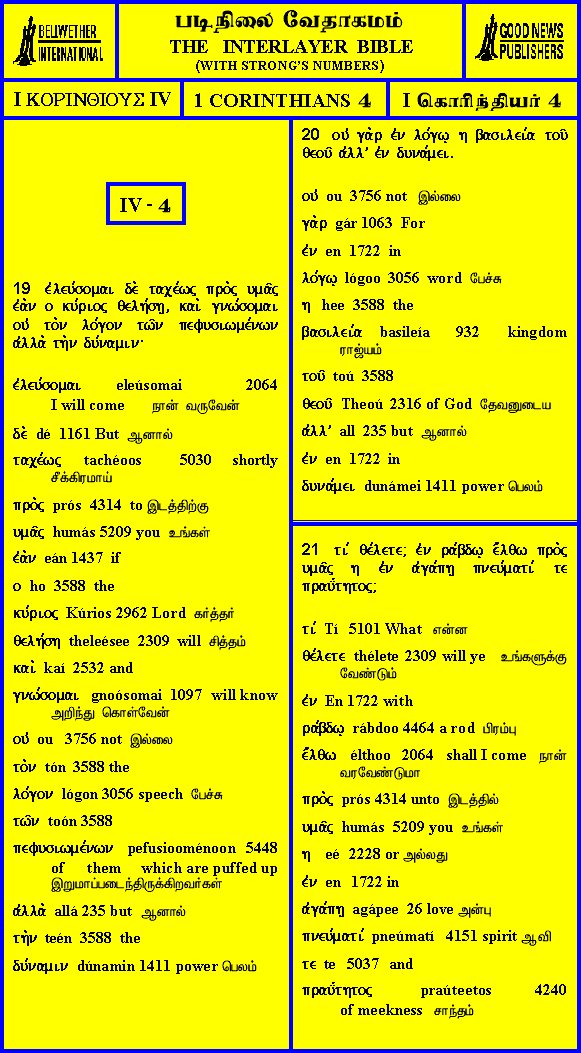 BELLWETHER
INTERNATIONAL
படிநிலை வேதாகமம்
THE INTERLAYER BIBLE
(WITH STRONG'S NUMBERS)
GOOD NEWS
PUBLISHERS
I ΚΟΡΙΝΘΙΟΥΣ IV
1 CORINTHIANS 4
I கொரிந்தியர் 4
IV - 4
19 ἐλεύσομαι δὲ ταχέως πρὸς υμᾶς
ἐὰν ο κύριος θελήσῃ, καὶ γνώσομαι
οὐ τὸν λόγον τῶν πεφυσιωμένων
ἀλλὰ τὴν δύναμιν·
ἐλεύσομαι eleúsomai 2064
I will come நான் வருவேன்
δὲ dé 1161 But ஆனால்
ταχέως tachéoos 5030 shortly
சீக்கிரமாய்
πρὸς prós 4314 to இடத்திற்கு
υμᾶς humás 5209 you உங்கள்
ἐὰν eán 1437 if
ο ho 3588 the
κύριος Kúrios 2962 Lord கர்த்தர்
θελήσῃ theleésee 2309 will சித்தம்
καὶ kaí 2532 and
γνώσομαι gnoósomai 1097 will know
அறிந்து கொள்வேன்
οὐ ou 3756 not இல்லை
τὸν tón 3588 the
λόγον lógon 3056 speech பேச்சு
τῶν toón 3588
πεφυσιωμένων pefusiooménoon 5448
of them which are puffed up
இறுமாப்படைந்திருக்கிறவர்கள்
ἀλλὰ allá 235 but ஆனால்
τὴν teén 3588 the
δύναμιν dúnamin 1411 power பெலம்
20 οὐ γὰρ ἐν λόγῳ η βασιλεία τοῦ
θεοῦ ἀλλ' ἐν δυνάμει.
οὐ ou 3756 not இல்லை
γὰρ gár 1063 For
ἐν en 1722 in
λόγῳ lógoo 3056 word பேச்சு
η hee 3588 the
βασιλεία basileía 932 kingdom
ராஜ்யம்
τοῦ toú 3588
θεοῦ Theoú 2316 of God தேவனுடைய
ἀλλ' all 235 but ஆனால்
ἐν en 1722 in
δυνάμει dunámei 1411 power பெலம்
21 τί θέλετε; ἐν ράβδῳ ἔλθω πρὸς
υμᾶς η ἐν ἀγάπῃ πνεύματί τε
πραΰτητος;
τί Tí 5101 What என்ன
θέλετε thélete 2309 will ye உங்களுக்கு
வேண்டும்
ἐν En 1722 with
ράβδῳ rábdoo 4464 a rod பிரம்பு
ἔλθω élthoo 2064 shall I come நான்
வரவேண்டுமா
πρὸς prós 4314 unto இடத்தில்
υμᾶς humás 5209 you உங்கள்
η eé 2228 or அல்லது
ἐν en 1722 in
ἀγάπῃ agápee 26 love அன்பு
πνεύματί pneúmatí 4151 spirit ஆவி
τε te 5037 and
πραΰτητος praúteetos 4240
of meekness சாந்தம்